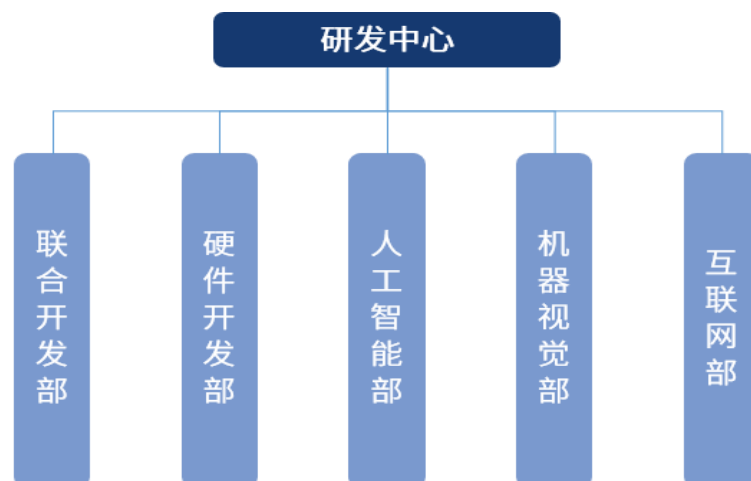 研发中心
联合开发部
硬件开发部
人工智能部
机器视觉部
互联网部